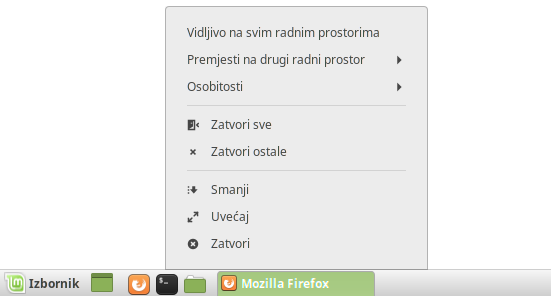 Vidljivo na svim radnim prostorima
Premjesti na drugi radni prostor
Osobitosti
Zatvori sve
Zatvori ostale
Smanji
Uvećaj
Zatvori
Izbornik
Mozilla Firefox